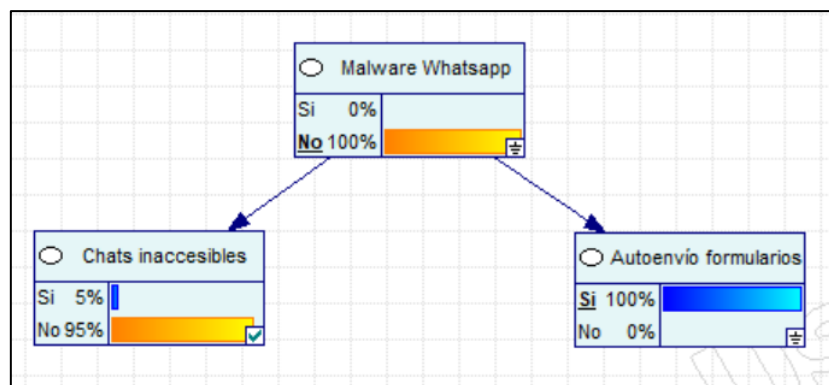 Malware Whatsapp
Si 0%
No 100%
Chats inaccesibles
Si 5%
No 95%
Autoenvío formularios
Si 100%
No 0%